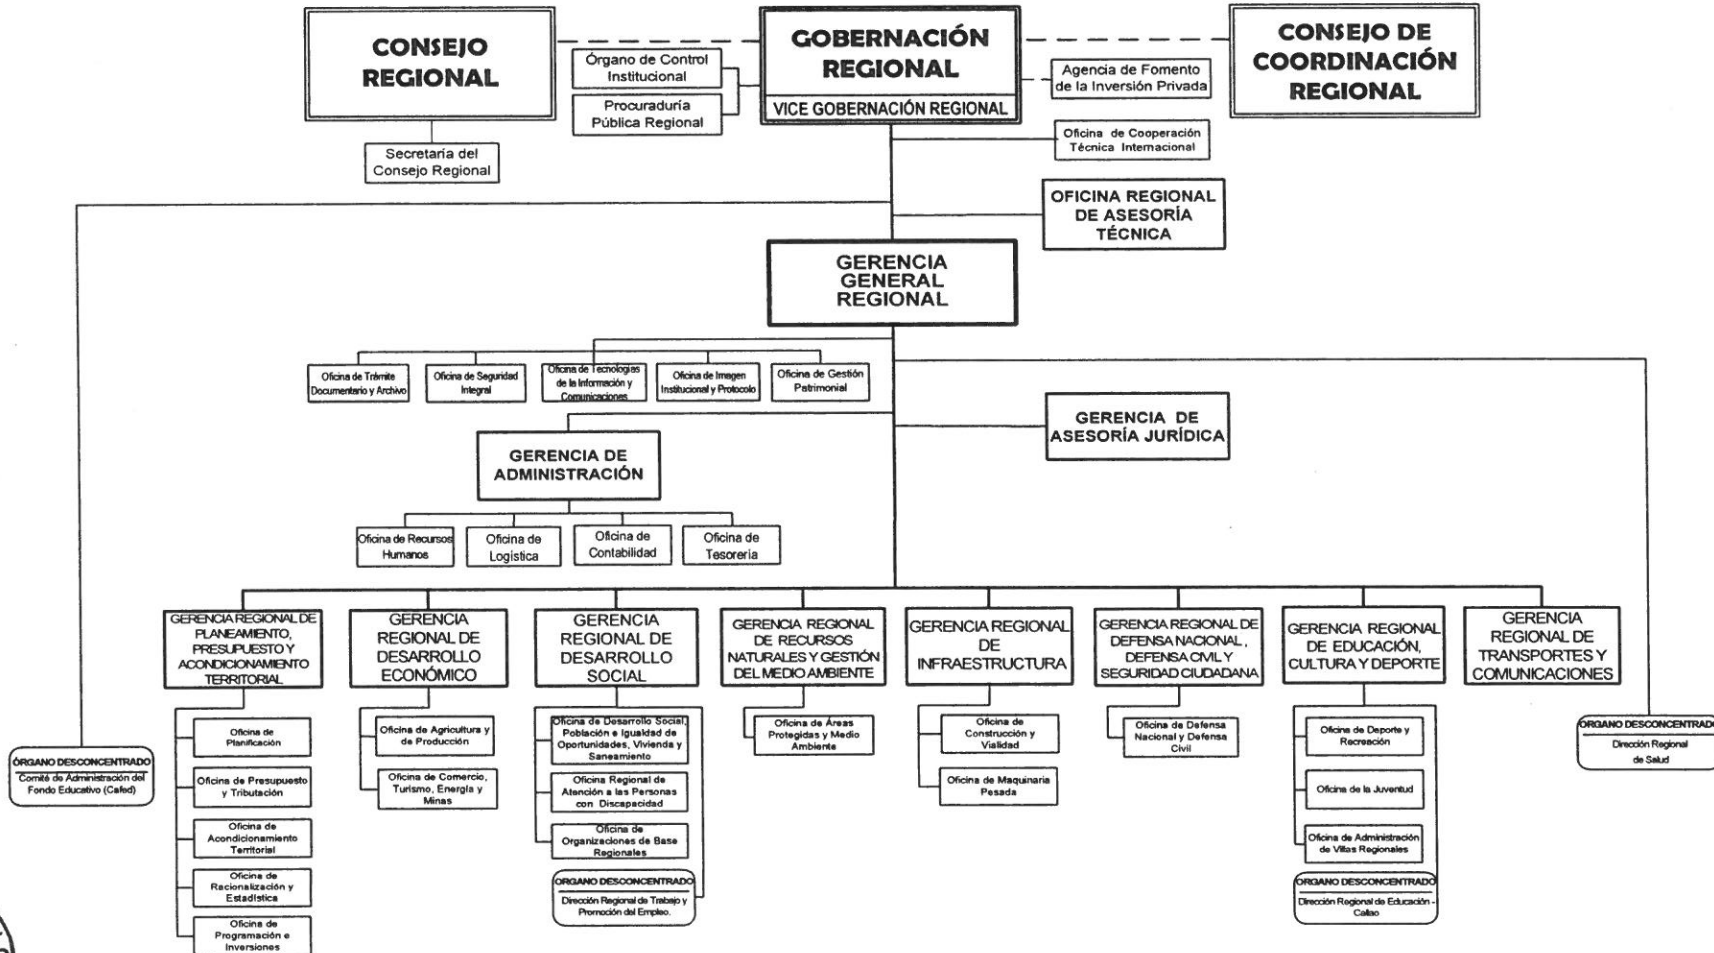 CONSEJO
REGIONAL
GOBERNACIÓN
REGIONAL
VICE GOBERNACIÓN REGIONAL
CONSEJO DE
COORDINACIÓN
REGIONAL
Órgano de Control
Institucional
Procuraduría
Pública Regional
Agencia de Fomento
de la Inversión Privada
Secretaría del
Consejo Regional
Oficina de Cooperación
Técnica Internacional
OFICINA REGIONAL
DE ASESORÍA
TÉCNICA
GERENCIA
GENERAL
REGIONAL
Oficina de Trámite
Documentario y Archivo
Oficina de Seguridad
Integral
Oficina de Tecnologías
de la Información y
Comunicaciones
Oficina de Imagen
Institucional y Protocolo
Oficina de Gestión
Patrimonial
GERENCIA DE
ASESORÍA JURÍDICA
GERENCIA DE
ADMINISTRACIÓN
Oficina de Recursos
Humanos
Oficina de
Logística
Oficina de
Contabilidad
Oficina de
Tesoreria
GERENCIA REGIONAL DE
PLANEAMIENTO,
PRESUPUESTO Y
ACONDICIONAMIENTO
TERRITORIAL
GERENCIA
REGIONAL DE
DESARROLLO
ECONÓMICO
GERENCIA
REGIONAL DE
DESARROLLO
SOCIAL
GERENCIA REGIONAL
DE RECURSOS
NATURALES Y GESTIÓN
DEL MEDIO AMBIENTE
GERENCIA REGIONAL
DE
INFRAESTRUCTURA
GERENCIA REGIONAL DE
DEFENSA NACIONAL,
DEFENSA CIVIL Y
SEGURIDAD CIUDADANA
GERENCIA REGIONAL
DE EDUCACIÓN,
CULTURA Y DEPORTE
GERENCIA
REGIONAL DE
TRANSPORTES Y
COMUNICACIONES
ÓRGANO DESCONCENTRADO
Comité de Administración del
Fondo Educativo (Cafed)
Oficina de
Planificación
Oficina de Presupuesto
y Tributación
Oficina de
Acondicionamiento
Territorial
Oficina de
Racionalización y
Estadística
Oficina de
Programación e
Inversiones
Oficina de Agricultura y
de Producción
Oficina de Comercio,
Turismo, Energía y
Minas
Oficina de Desarrollo Social,
Población e Igualdad de
Oportunidades, Vivienda y
Saneamiento
Oficina Regional de
Atención a las Personas
con Discapacidad
Oficina de
Organizaciones de Base
Regionales
ORGANO DESCONCENTRADO
Dirección Regional de Trabajo y
Promoción del Empleo.
Oficina de Áreas
Protegidas y Medio
Ambiente
Oficina de
Construcción y
Vialidad
Oficina de Maquinaria
Pesada
Oficina de Defensa
Nacional y Defensa
Civil
Oficina de Deporte y
Recreación
Oficina de la Juventud
Oficina de Administración
de Villas Regionales
ORGANO DESCONCENTRADO
Dirección Regional de Educación -
Callao
ORGANO DESCONCENTRADO
Dirección Regional
de Salud